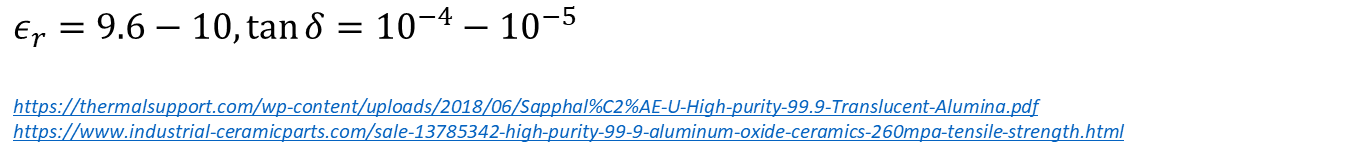 ϵᵣ = 9.6 − 10, tan δ = 10⁻⁴ − 10⁻⁵
https://thermalsupport.com/wp-content/uploads/2018/06/Sapphal%C2%AE-U-High-purity-99.9-Translucent-Alumina.pdf
https://www.industrial-ceramicparts.com/sale-13785342-high-purity-99-9-aluminum-oxide-ceramics-260mpa-tensile-strength.html